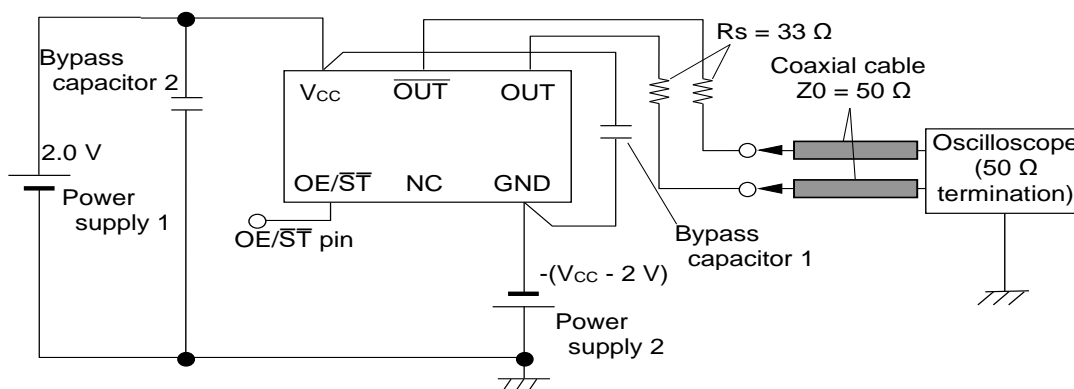 Rs = 33 Ω
Bypass
capacitor 2
Coaxial cable
Z0 = 50 Ω
VCC
OUT
OUT
2.0 V
Power
supply 1
OE/ST
NC
GND
Oscilloscope
(50 Ω
termination)
OE/ST pin
Bypass
capacitor 1
-(VCC - 2 V)
Power
supply 2